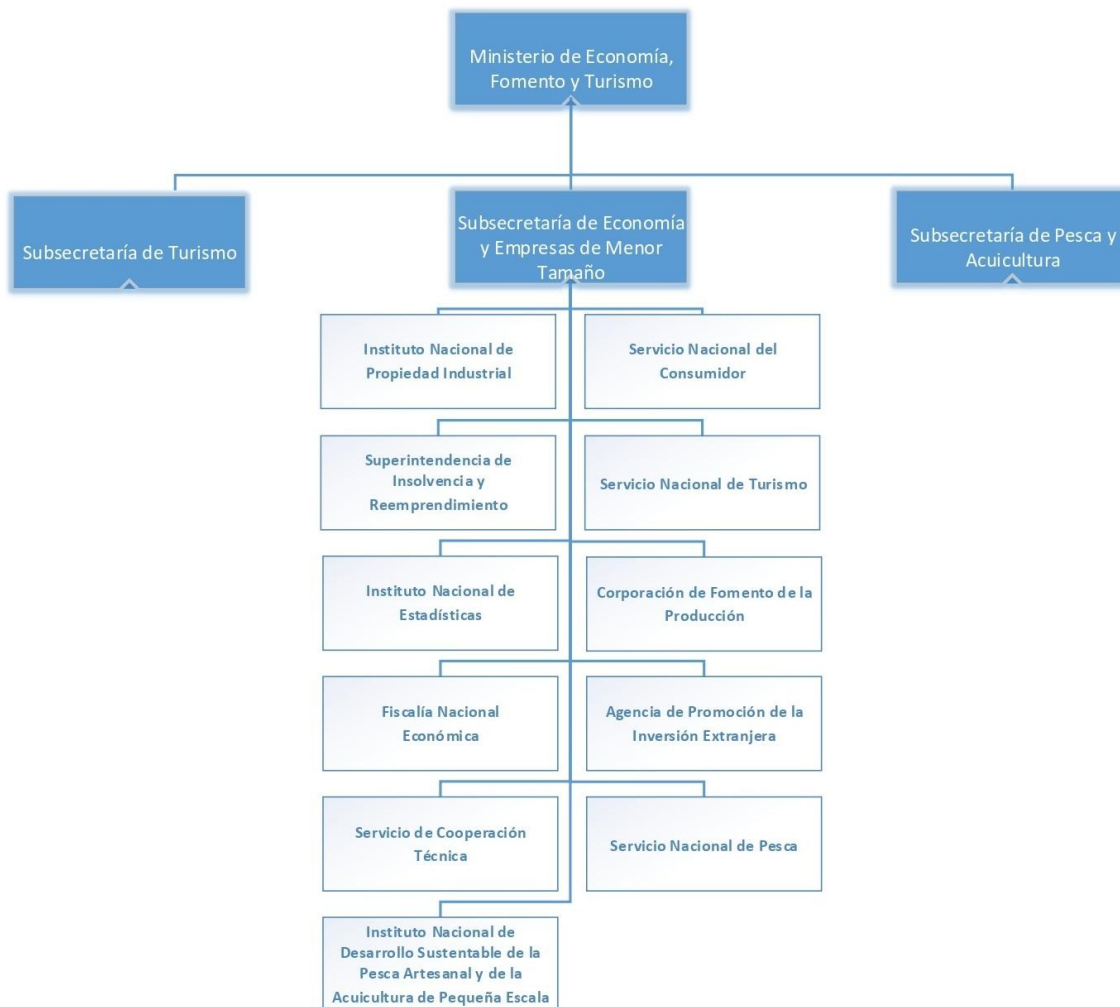 Ministerio de Economía,
Fomento y Turismo
Subsecretaría de Turismo
Subsecretaría de Economía
y Empresas de Menor
Tamaño
Subsecretaría de Pesca y
Acuicultura
Instituto Nacional de
Propiedad Industrial
Servicio Nacional del
Consumidor
Superintendencia de
Insolvencia y
Reemprendimiento
Servicio Nacional de Turismo
Instituto Nacional de
Estadísticas
Corporación de Fomento de la
Producción
Fiscalía Nacional
Económica
Agencia de Promoción de la
Inversión Extranjera
Servicio de Cooperación
Técnica
Servicio Nacional de Pesca
Instituto Nacional de
Desarrollo Sustentable de la
Pesca Artesanal y de la
Acuicultura de Pequeña Escala